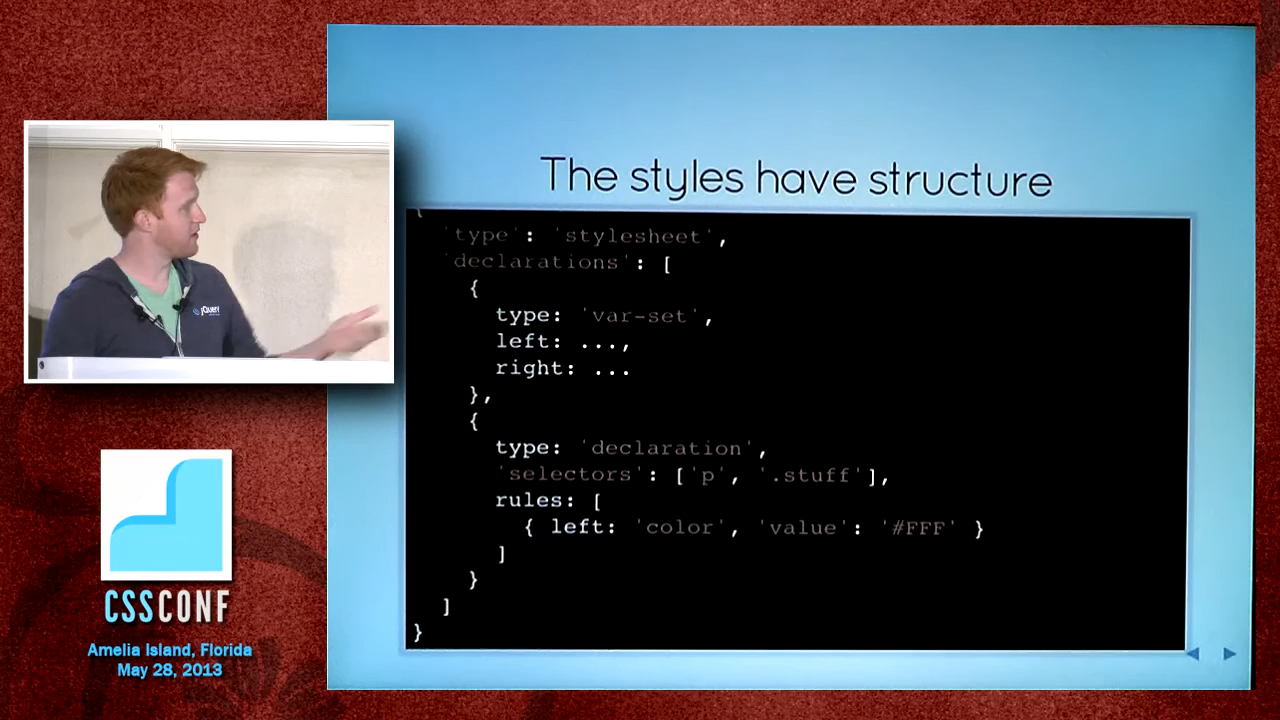 The styles have structure
{
'type': 'stylesheet',
'declarations': [
{
type: 'var-set',
left: ...,
right: ...
},
{
type: 'declaration',
'selectors': ['p', '.stuff'],
rules: [
{ left: 'color', 'value': '#FFF' }
]
}
]
}
jQuery
CSSCONF
Amelia Island, Florida
May 28, 2013